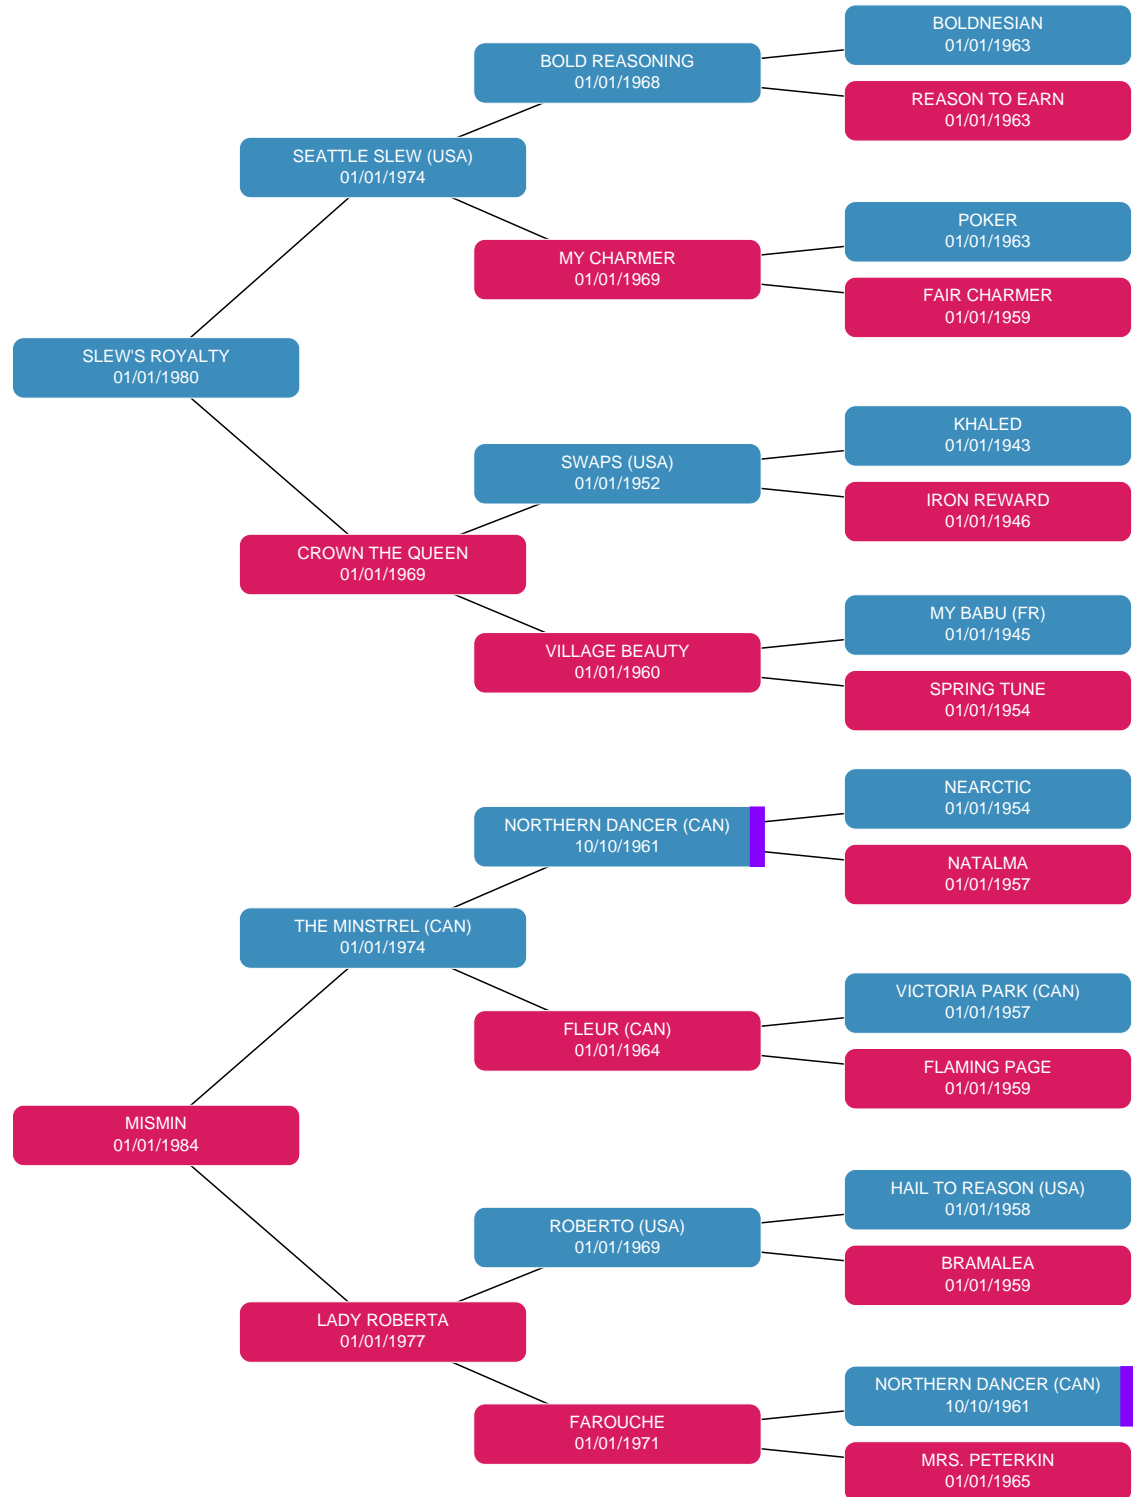 BOLDNESIAN
01/01/1963
BOLD REASONING
01/01/1968
REASON TO EARN
01/01/1963
SEATTLE SLEW (USA)
01/01/1974
POKER
01/01/1963
MY CHARMER
01/01/1969
FAIR CHARMER
01/01/1959
SLEW'S ROYALTY
01/01/1980
KHALED
01/01/1943
SWAPS (USA)
01/01/1952
IRON REWARD
01/01/1946
CROWN THE QUEEN
01/01/1969
MY BABU (FR)
01/01/1945
VILLAGE BEAUTY
01/01/1960
SPRING TUNE
01/01/1954
NEARCTIC
01/01/1954
NORTHERN DANCER (CAN)
10/10/1961
NATALMA
01/01/1957
THE MINSTREL (CAN)
01/01/1974
VICTORIA PARK (CAN)
01/01/1957
FLEUR (CAN)
01/01/1964
FLAMING PAGE
01/01/1959
MISMIN
01/01/1984
HAIL TO REASON (USA)
01/01/1958
ROBERTO (USA)
01/01/1969
BRAMALEA
01/01/1959
LADY ROBERTA
01/01/1977
NORTHERN DANCER (CAN)
10/10/1961
FAROUCHE
01/01/1971
MRS. PETERKIN
01/01/1965